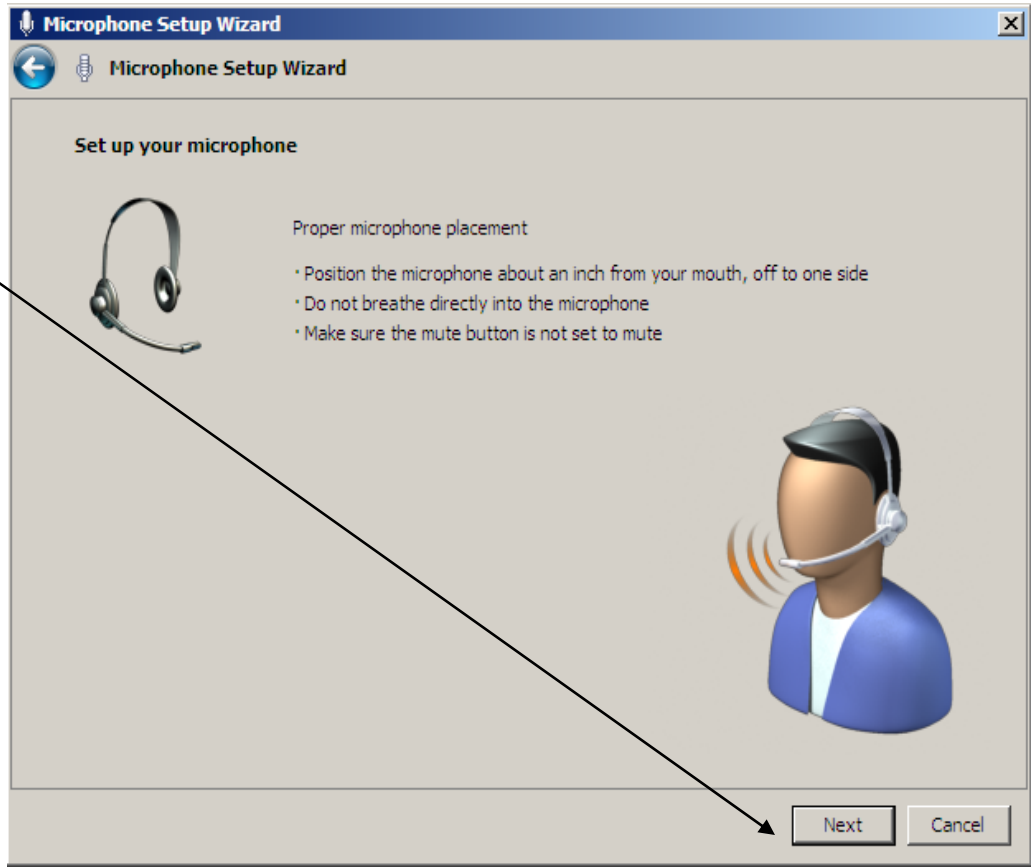 Microphone Setup Wizard
Microphone Setup Wizard
Set up your microphone
Proper microphone placement
· Position the microphone about an inch from your mouth, off to one side
· Do not breathe directly into the microphone
· Make sure the mute button is not set to mute
Next Cancel